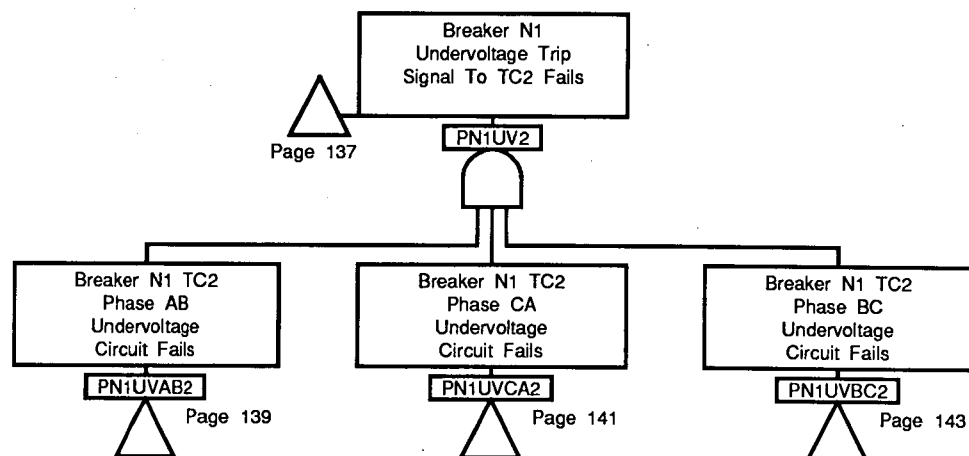 Breaker N1
Undervoltage Trip
Signal To TC2 Fails
PN1UV2
Page 137
Breaker N1 TC2
Phase AB
Undervoltage
Circuit Fails
PN1UVAB2
Page 139
Breaker N1 TC2
Phase CA
Undervoltage
Circuit Fails
PN1UVCA2
Page 141
Breaker N1 TC2
Phase BC
Undervoltage
Circuit Fails
PN1UVBC2
Page 143